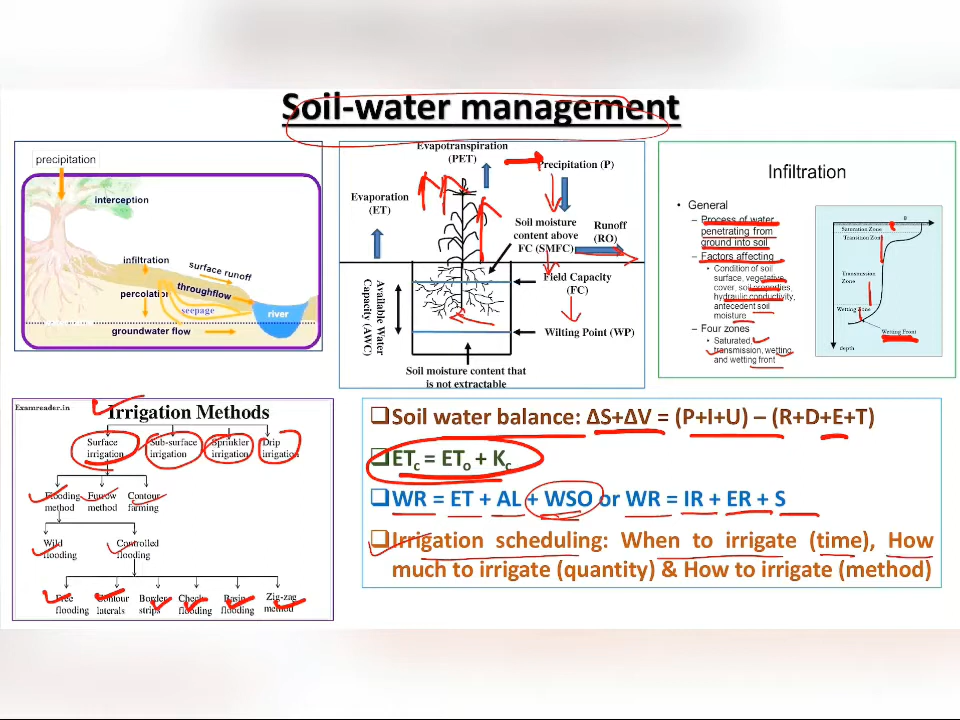 Soil-water management
precipitation
interception
infiltration
surface runoff
percolation
throughflow
seepage
river
groundwater flow
Evapotranspiration
(PET)
Precipitation (P)
Evaporation
(ET)
Soil moisture
content above
FC (SMFC)
Runoff
(RO)
Field Capacity
(FC)
Available Water
Capacity (AWC)
Wilting Point (WP)
Soil moisture content that
is not extractable
Infiltration
• General
– Process of water
penetrating from
ground into soil
– Factors affecting
• Condition of soil
surface, vegetative
cover, soil properties,
hydraulic conductivity,
antecedent soil
moisture
– Four zones
• Saturated,
transmission, wetting,
and wetting front
θ
Saturation Zone
Transition Zone
Transmission
Zone
Wetting Zone
Wetting Front
depth
Examreader.in
Irrigation Methods
Surface
irrigation
Sub-surface
irrigation
Sprinkler
irrigation
Drip
irrigation
Flooding
method
Furrow
method
Contour
farming
Wild
flooding
Controlled
flooding
Free
flooding
Contour
laterals
Border
strips
Check
flooding
Basin
flooding
Zig-zag
method
❑Soil water balance: ΔS+ΔV = (P+I+U) – (R+D+E+T)
❑ETc = ETo + Kc
❑WR = ET + AL + WSO or WR = IR + ER + S
❑Irrigation scheduling: When to irrigate (time), How
much to irrigate (quantity) & How to irrigate (method)